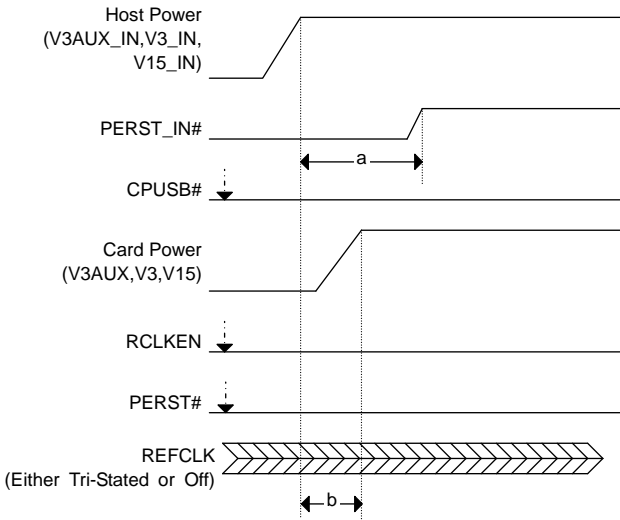 Host Power
(V3AUX_IN,V3_IN,
V15_IN)
PERST_IN#
a
CPUSB#
Card Power
(V3AUX,V3,V15)
RCLKEN
PERST#
REFCLK
(Either Tri-Stated or Off)
b